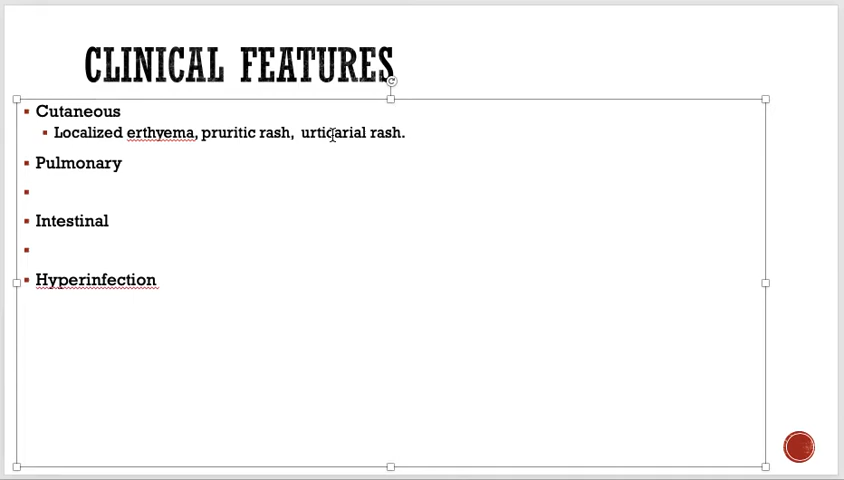 CLINICAL FEATURES
Cutaneous
Localized erthyema, pruritic rash, urticarial rash.
Pulmonary
Intestinal
Hyperinfection